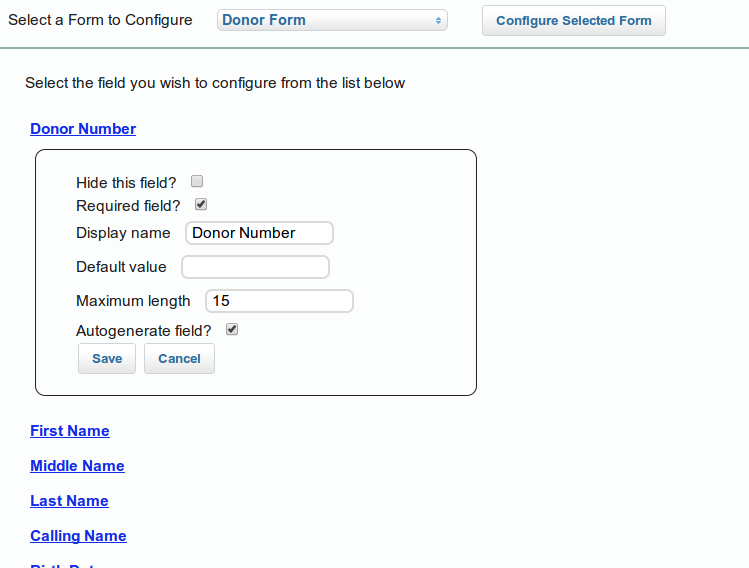 Select a Form to Configure Donor Form Configure Selected Form
Select the field you wish to configure from the list below
Donor Number
Hide this field?
Required field?
Display name Donor Number
Default value
Maximum length 15
Autogenerate field?
Save Cancel
First Name
Middle Name
Last Name
Calling Name